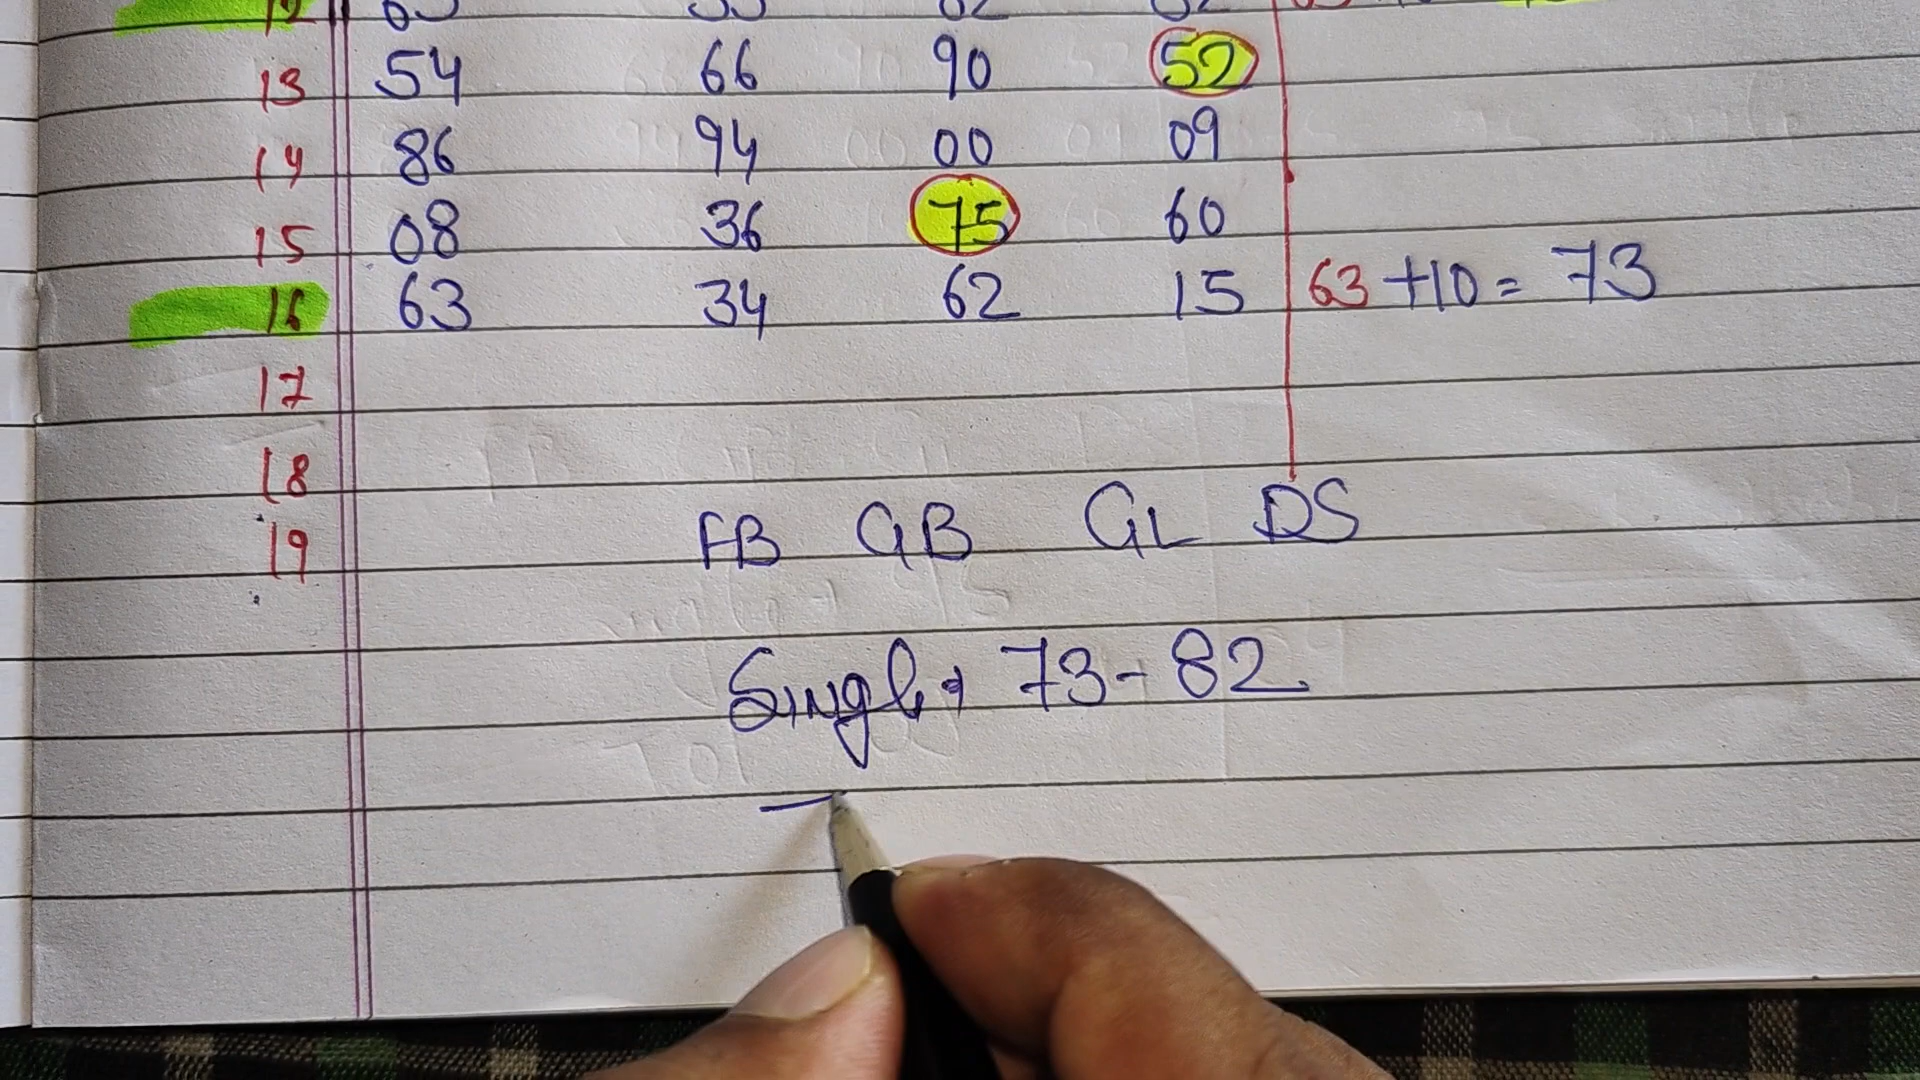 13 54 66 90 52
14 86 94 00 09
15 08 36 75 60
16 63 34 62 15 63 +10 = 73
17
18
19
FB GB GL DS
Single 73 - 82